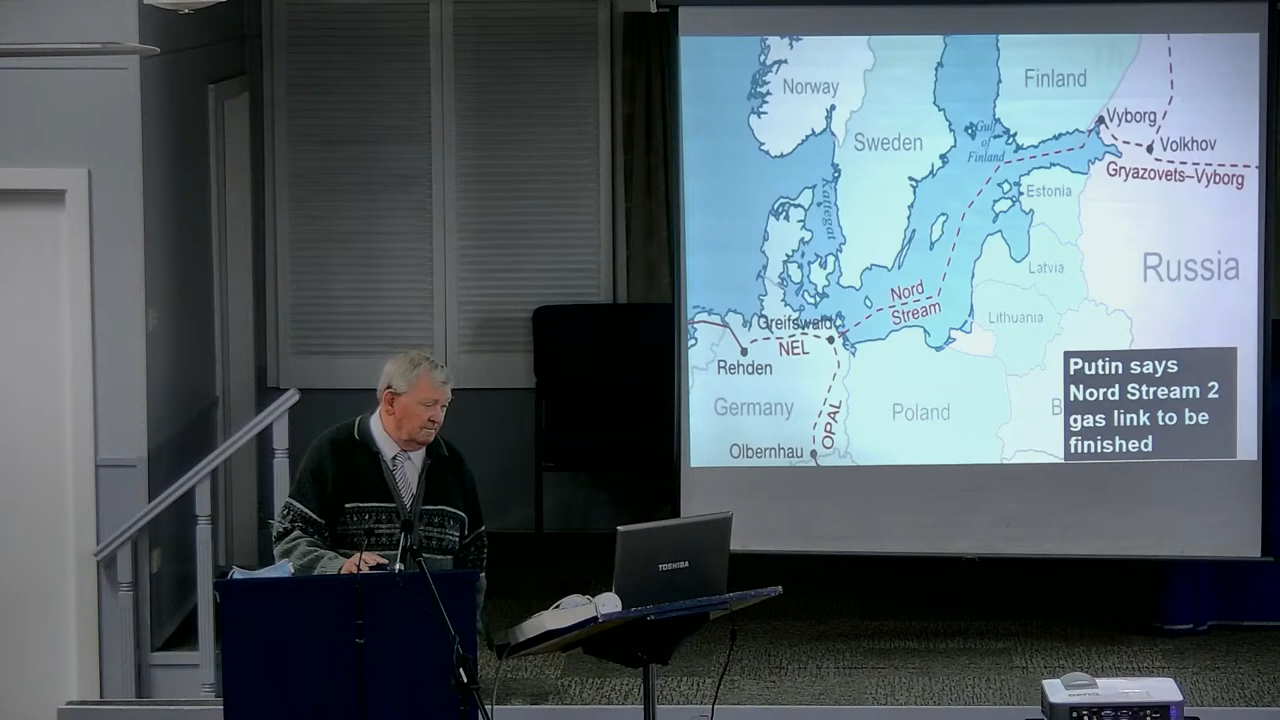 Norway
Finland
Sweden
Gulf
of
Finland
Vyborg
Volkhov
Gryazovets–Vyborg
Kattegat
Estonia
Latvia
Russia
Lithuania
Nord
Stream
Greifswald
NEL
Rehden
Germany
Poland
OPAL
Olbernhau
B
Putin says
Nord Stream 2
gas link to be
finished
TOSHIBA
BenQ